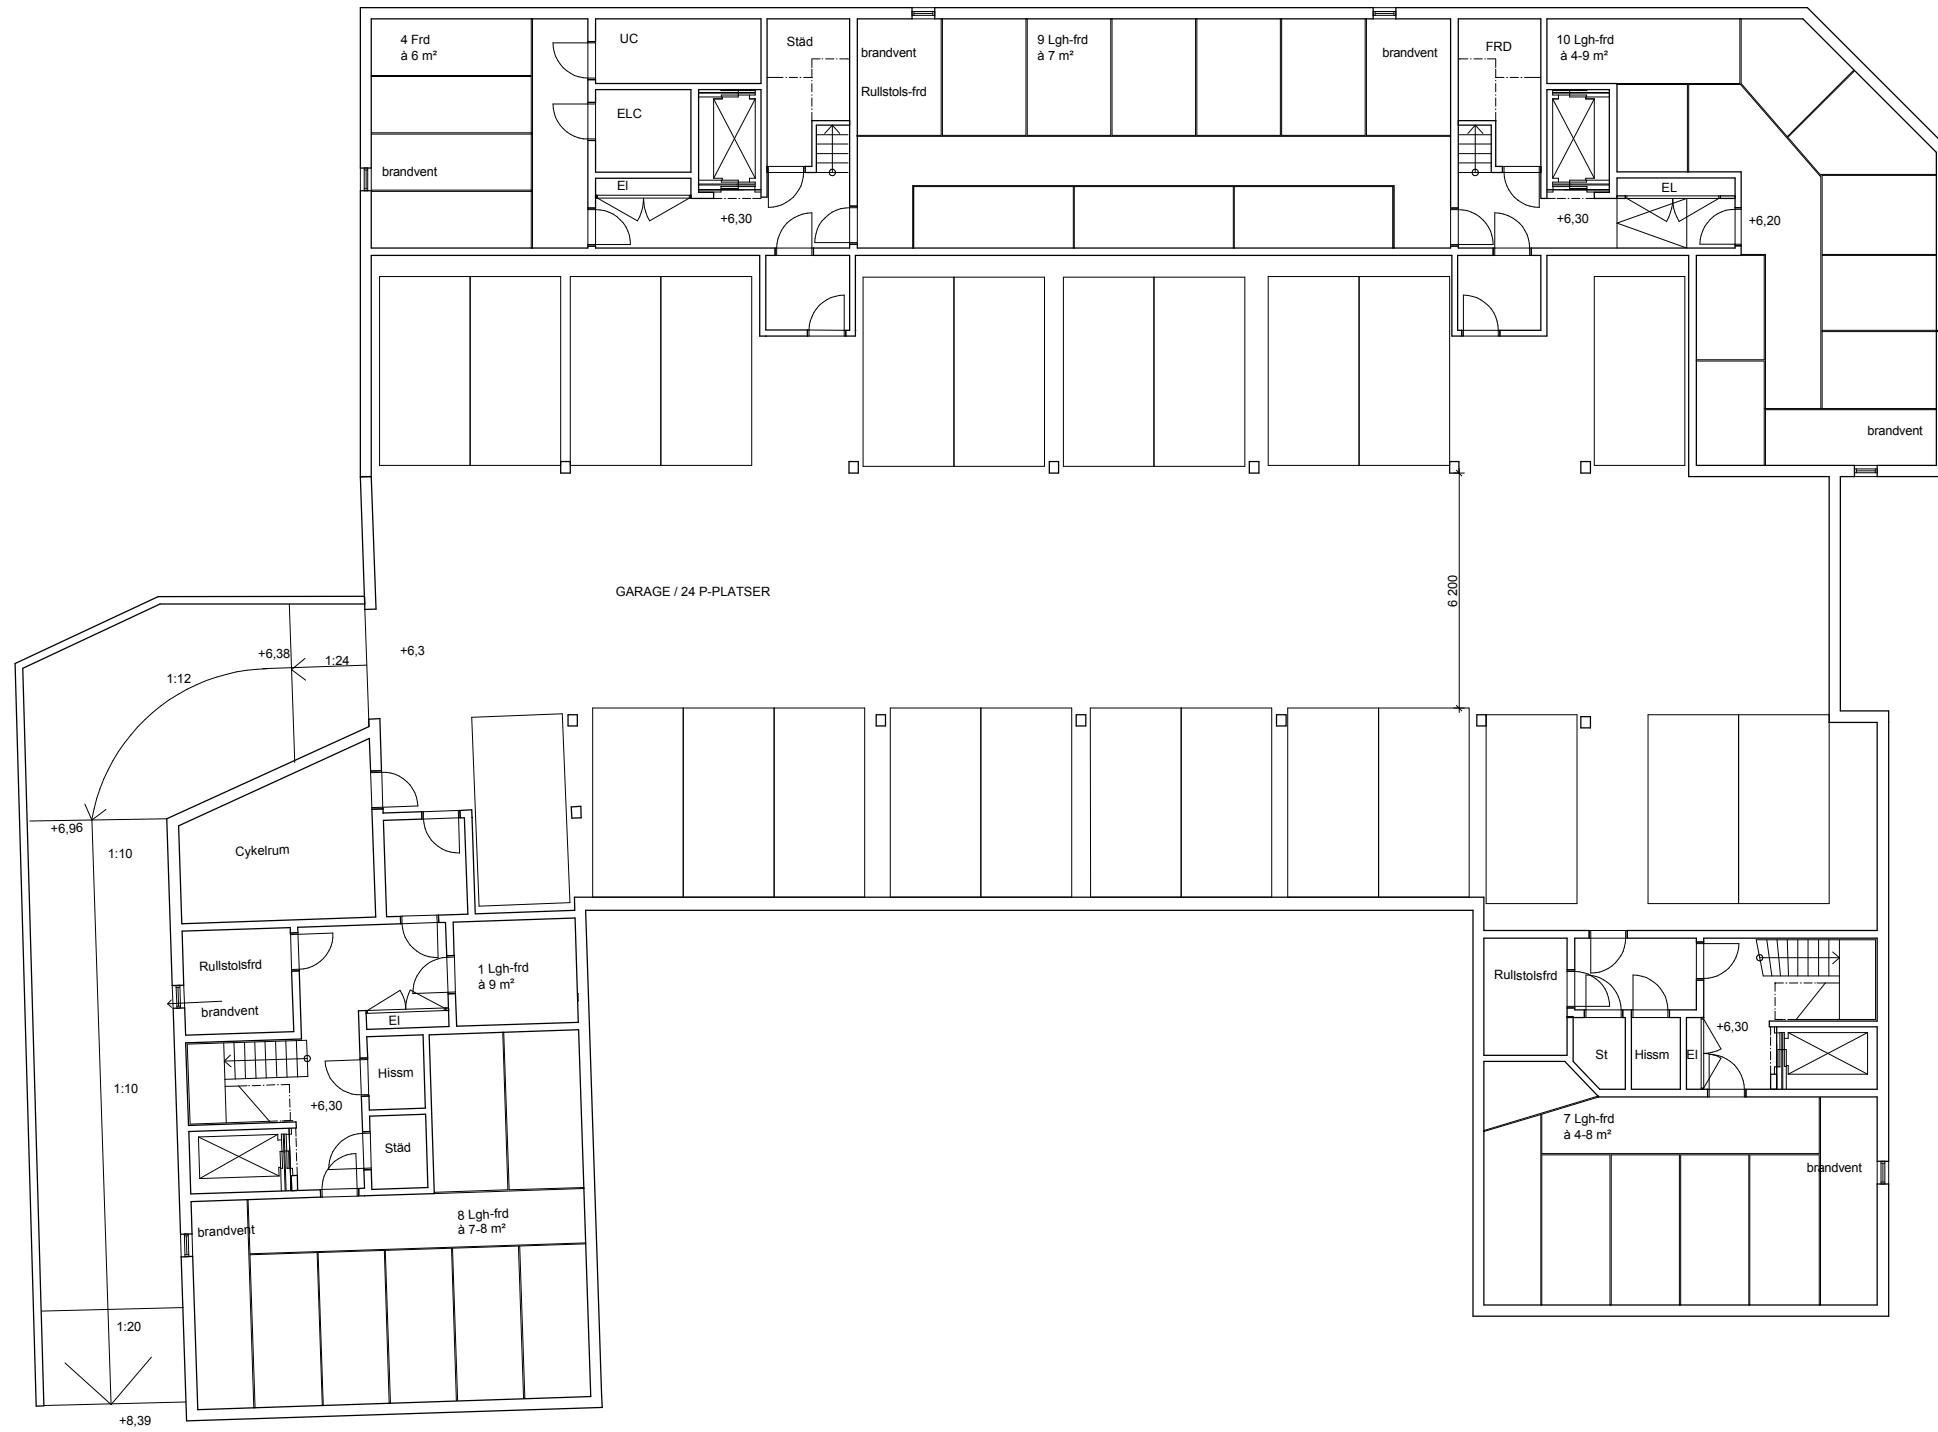 4 Frd
à 6 m²
UC
Städ
brandvent
9 Lgh-frd
à 7 m²
brandvent
FRD
10 Lgh-frd
à 4-9 m²
Rullstols-frd
ELC
brandvent
El
EL
+6,30
+6,30
+6,20
brandvent
6 200
GARAGE / 24 P-PLATSER
+6,3
+6,38
1:24
1:12
+6,96
1:10
Cykelrum
Rullstolsfrd
1 Lgh-frd
à 9 m²
Rullstolsfrd
brandvent
El
+6,30
St
Hissm
El
Hissm
1:10
+6,30
7 Lgh-frd
à 4-8 m²
Städ
brandvent
8 Lgh-frd
à 7-8 m²
brandvent
1:20
+8,39